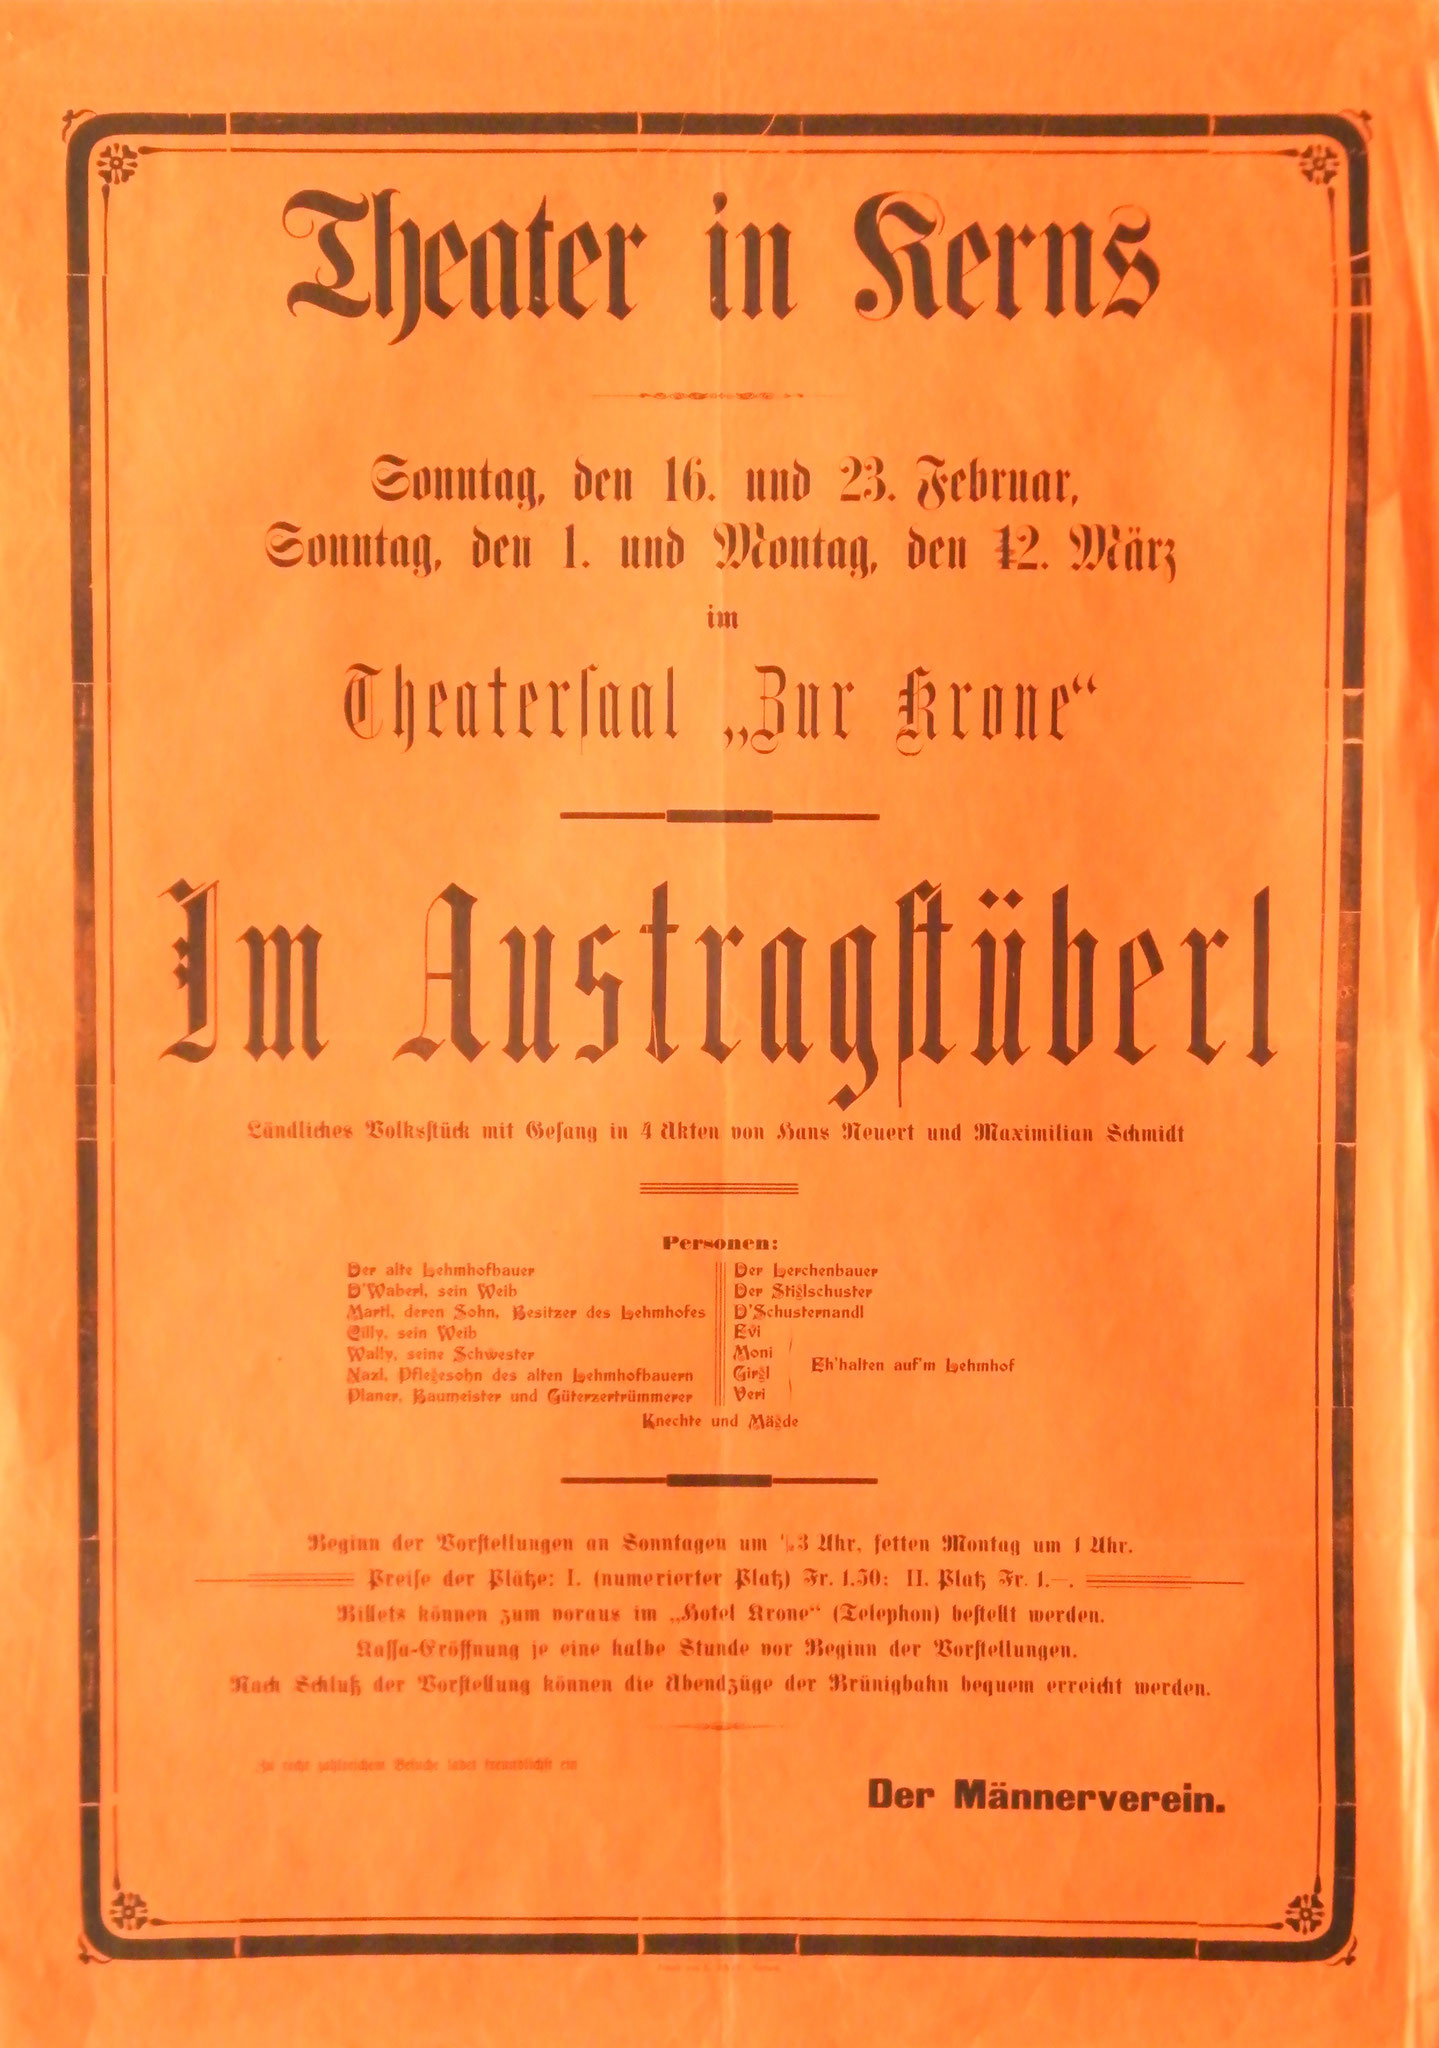 Theater in Kerns
Sonntag, den 16. und 23. Februar,
Sonntag, den 1. und Montag, den 12. März
im
Theatersaal „Zur Krone“
Im Austragstüberl
Ländliches Volksstück mit Gesang in 4 Akten von Hans Neuert und Maximilian Schmidt
Personen:
Der alte Lehmhofbauer
D'Waberl, sein Weib
Martl, deren Sohn, Besitzer des Lehmhofes
Cilly, sein Weib
Wally, seine Schwester
Nazl, Pflegesohn des alten Lehmhofbauern
Planer, Baumeister und Güterzertrümmerer
Der Lerchenbauer
Der Stiglschuster
D'Schusternandl
Evi
Moni
Girgl
Veri
Eh'halten auf'm Lehmhof
Knechte und Mägde
Beginn der Vorstellungen an Sonntagen um ½3 Uhr, fetten Montag um 1 Uhr.
Preise der Plätze: I. (numerierter Platz) Fr. 1.50; II. Platz Fr. 1.—.
Billets können zum voraus im „Hotel Krone“ (Telephon) bestellt werden.
Kassa-Eröffnung je eine halbe Stunde vor Beginn der Vorstellungen.
Nach Schluß der Vorstellung können die Abendzüge der Brünigbahn bequem erreicht werden.
Zu recht zahlreichem Besuche ladet freundlichst ein
Der Männerverein.